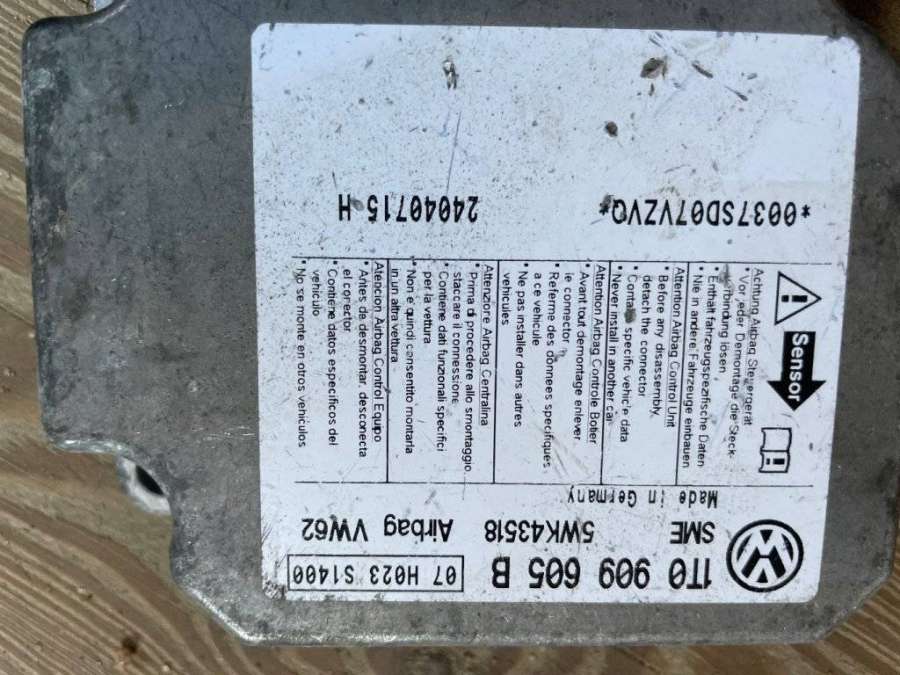 1T0 909 605 B
07 H023 S1400
SME
5WK43518
Airbag VW62
Made in Germany
Sensor
Achtung Airbag Steuergerät
• Vor jeder Demontage die Steck-
verbindung lösen
• Enthält fahrzeugspezifische Daten
• Nie in andere Fahrzeuge einbauen
Attention Airbag Control Unit
• Before any disassembly,
detach the connector
• Contains specific vehicle data
• Never install in another car
Attention Airbag Controle Botier
• Avant tout demontage enlever
le connector
• Referme des donnees specifiques
a ce vehicule
• Ne pas installer dans autres
vehicules
Attenzione Airbag Centralina
• Prima di procedere allo smontaggio,
staccare il connessione
• Contiene dati funzionali specifici
per la vettura
• Non e quindi consentito montarla
in un altra vettura
Atencion Airbag Control Equipo
• Antes de desmontar, desconecta
el conector
• Contiene datos especificos del
vehiculo
• No se monte en otros vehiculos
*0037SD07VZVQ*
24040715 H